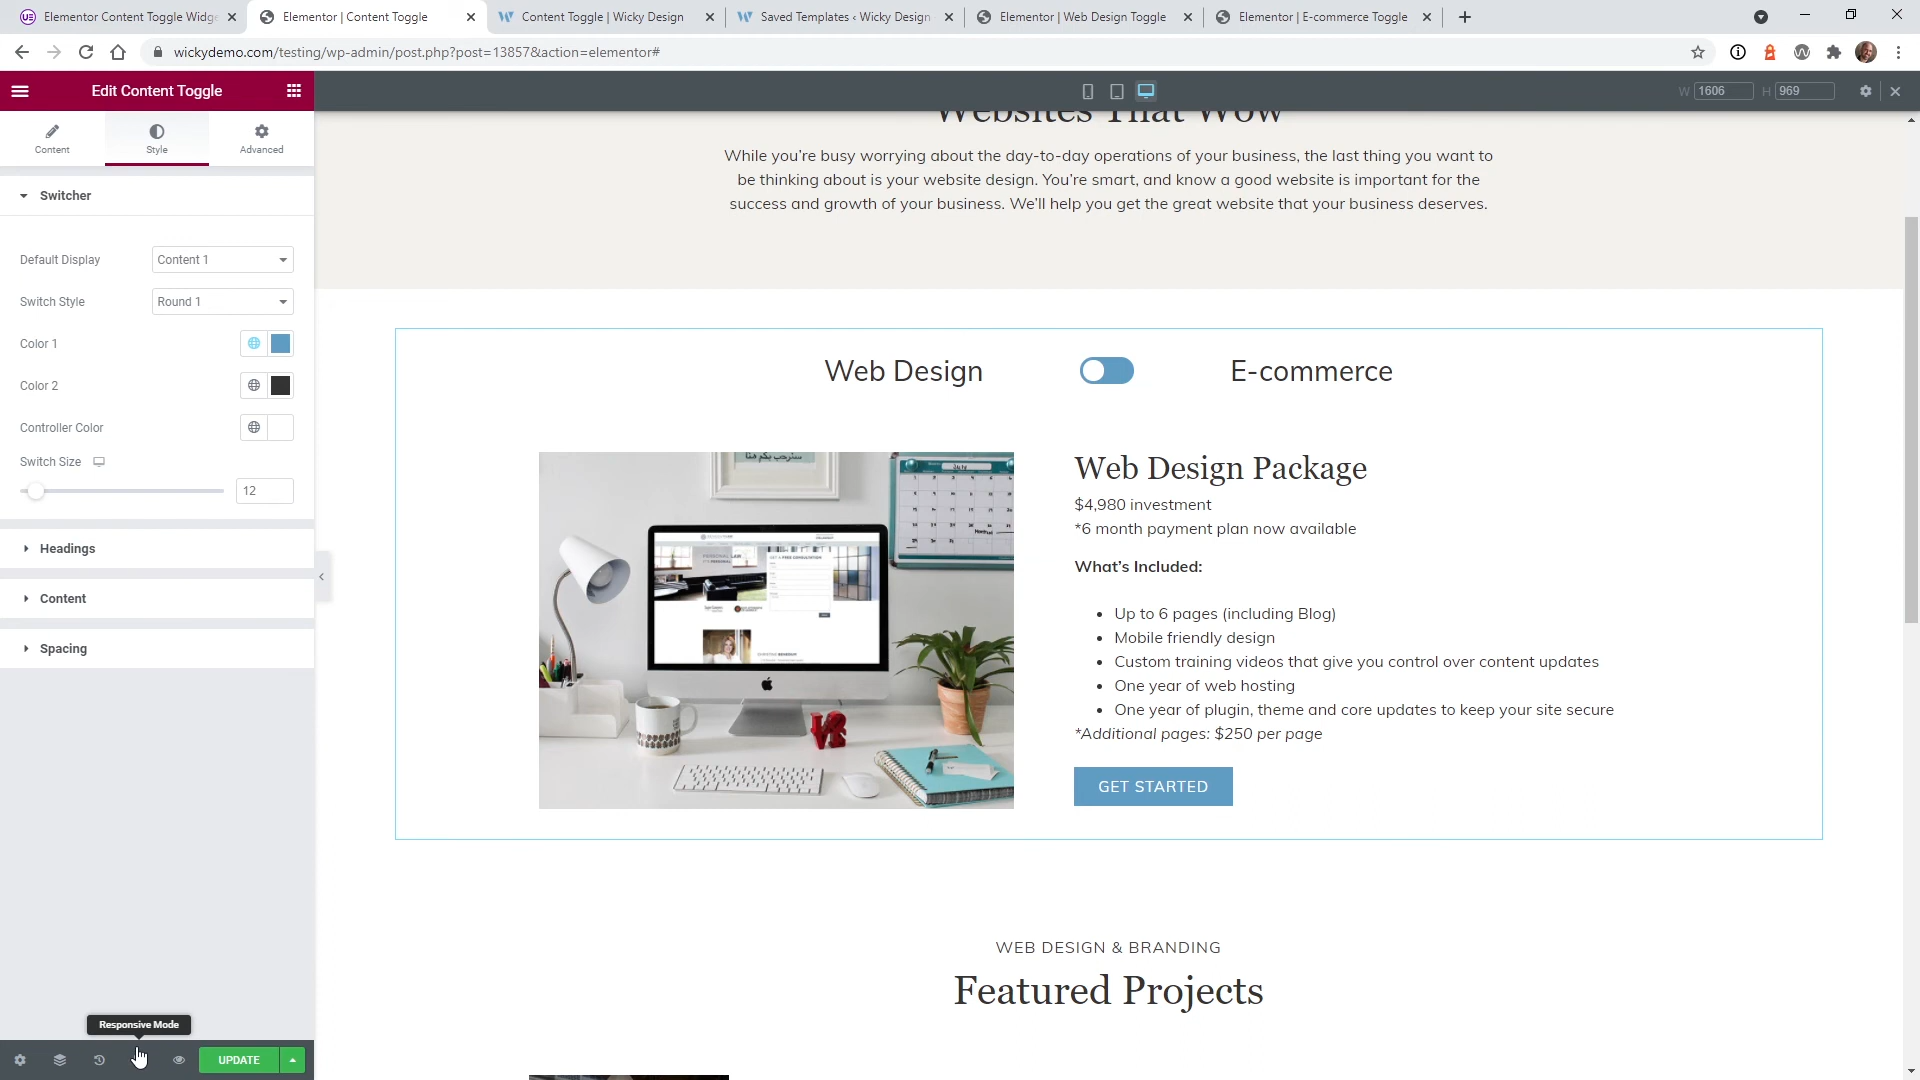 Elementor Content Toggle Widge
Elementor | Content Toggle
Content Toggle | Wicky Design
Saved Templates ‹ Wicky Design
Elementor | Web Design Toggle
Elementor | E-commerce Toggle
wickydemo.com/testing/wp-admin/post.php?post=13857&action=elementor#
Edit Content Toggle
W 1606 H 969
Content Style Advanced
Switcher
Default Display Content 1
Switch Style Round 1
Color 1
Color 2
Controller Color
Switch Size
12
Headings
Content
Spacing
Responsive Mode
UPDATE
Websites That Wow
While you're busy worrying about the day-to-day operations of your business, the last thing you want to
be thinking about is your website design. You're smart, and know a good website is important for the
success and growth of your business. We'll help you get the great website that your business deserves.
Web Design E-commerce
JULY
Web Design Package
$4,980 investment
*6 month payment plan now available
What's Included:
• Up to 6 pages (including Blog)
• Mobile friendly design
• Custom training videos that give you control over content updates
• One year of web hosting
• One year of plugin, theme and core updates to keep your site secure
*Additional pages: $250 per page
GET STARTED
WEB DESIGN & BRANDING
Featured Projects